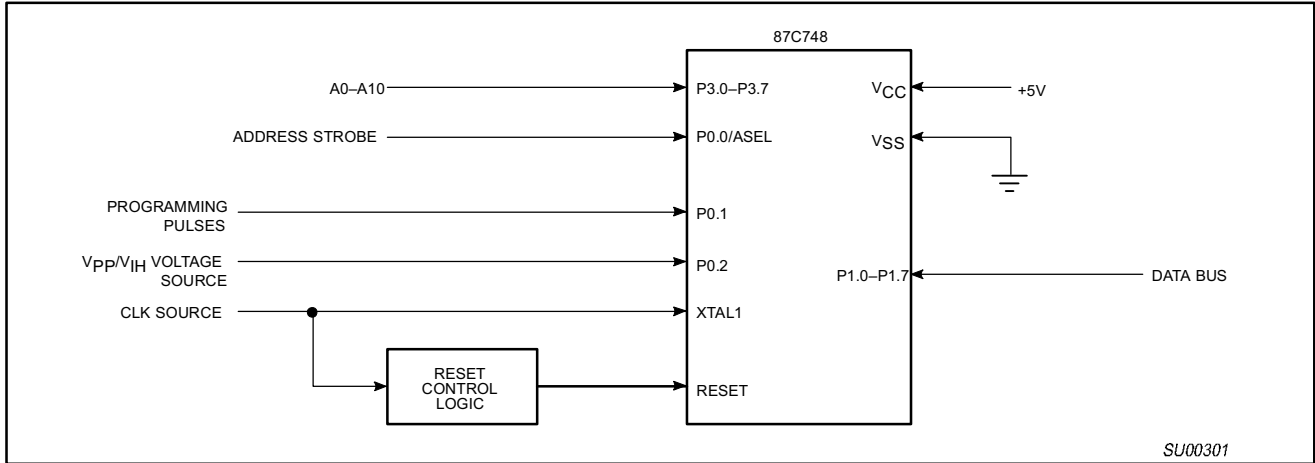 87C748
A0–A10
P3.0–P3.7
VCC
+5V
ADDRESS STROBE
P0.0/ASEL
VSS
PROGRAMMING
PULSES
P0.1
VPP/VIH VOLTAGE
SOURCE
P0.2
P1.0–P1.7
DATA BUS
CLK SOURCE
XTAL1
RESET
CONTROL
LOGIC
RESET
SU00301